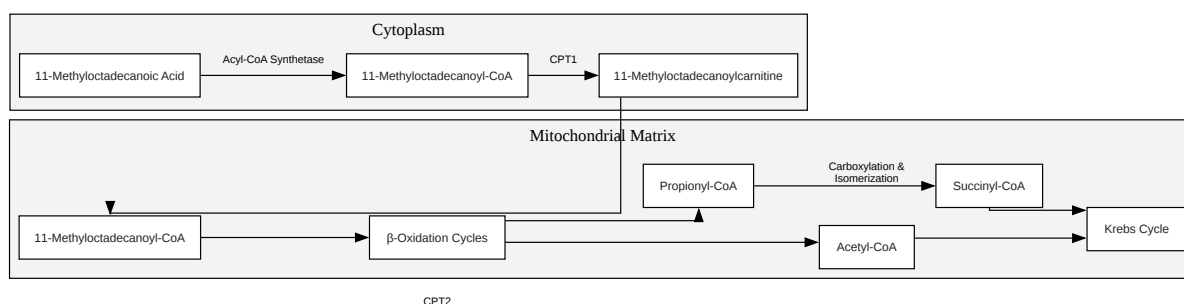 Cytoplasm
11-Methyloctadecanoic Acid
Acyl-CoA Synthetase
11-Methyloctadecanoyl-CoA
CPT1
11-Methyloctadecanoylcarnitine
Mitochondrial Matrix
Propionyl-CoA
Carboxylation &
Isomerization
Succinyl-CoA
11-Methyloctadecanoyl-CoA
β-Oxidation Cycles
Acetyl-CoA
Krebs Cycle
CPT2